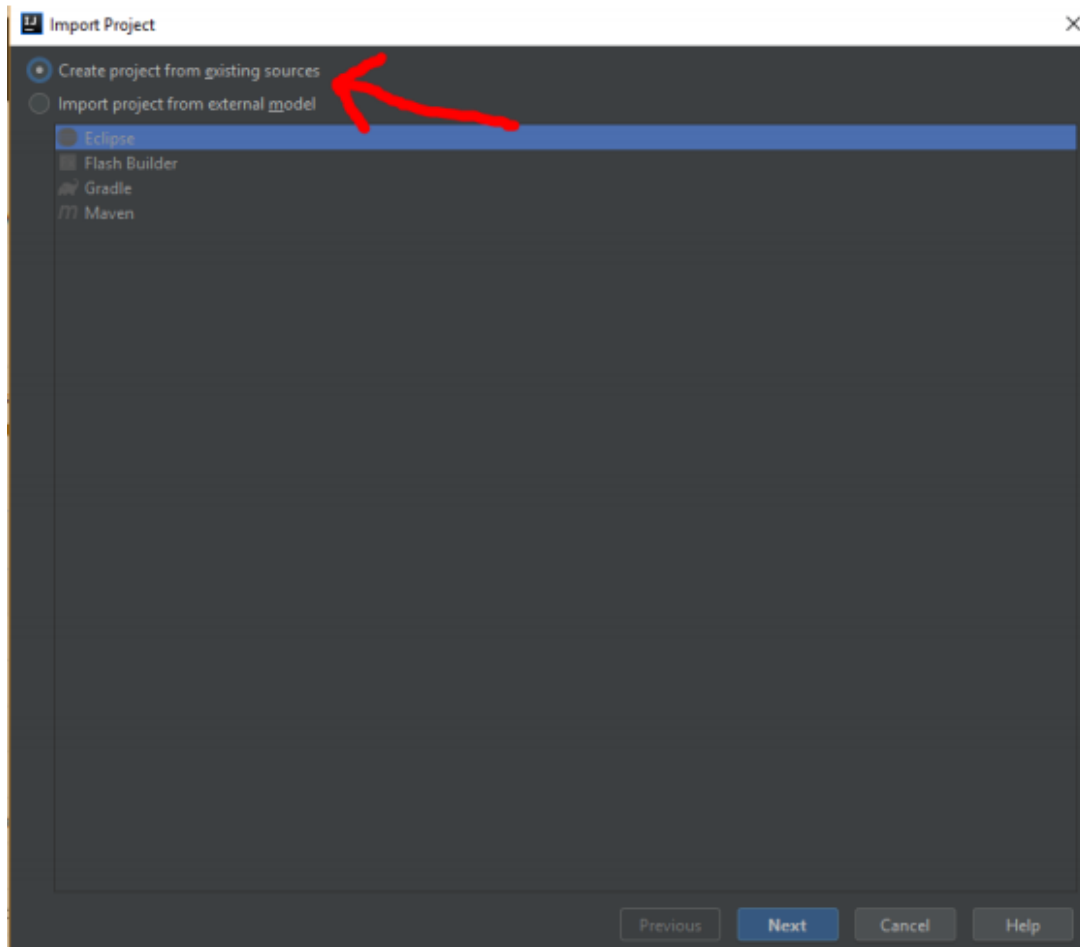 Import Project
Create project from existing sources
Import project from external model
Eclipse
Flash Builder
Gradle
Maven
Previous
Next
Cancel
Help